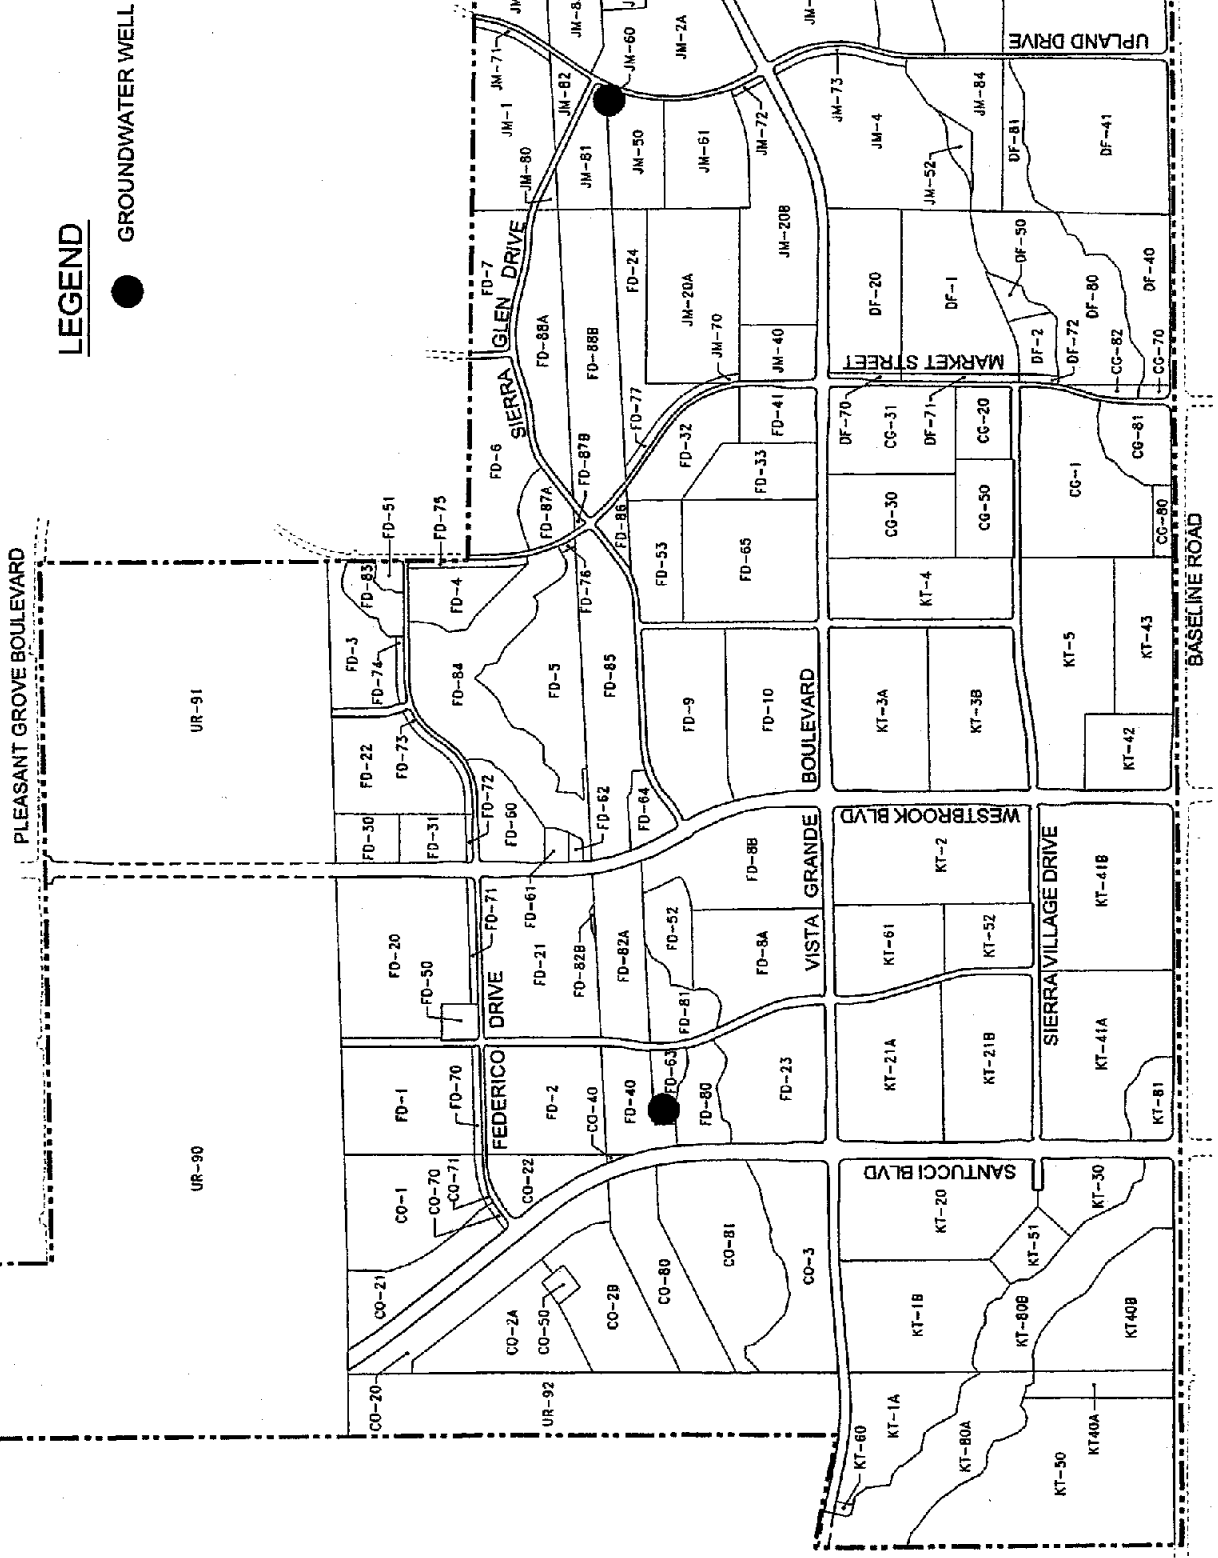 LEGEND
GROUNDWATER WELL
PLEASANT GROVE BOULEVARD
UR-91
UR-90
UR-92
JM-71
JM-1
JM-80
JM-82
JM-81
JM-60
JM-2A
JM-50
JM-61
JM-72
JM-73
JM-4
JM-84
JM-52
UPLAND DRIVE
DF-81
DF-41
FD-7
SIERRA GLEN DRIVE
FD-88A
FD-88B
FD-24
JM-20A
JM-20B
JM-70
JM-40
DF-20
DF-1
DF-50
DF-2
DF-72
DF-80
DF-40
CG-82
CG-70
MARKET STREET
DF-70
DF-71
FD-6
FD-87A
FD-87B
FD-77
FD-32
FD-41
FD-33
CG-31
CG-20
CG-81
CG-1
CG-30
CG-50
CG-80
FD-51
FD-75
FD-83
FD-4
FD-76
FD-86
FD-53
FD-65
KT-4
KT-5
KT-43
BASELINE ROAD
FD-3
FD-74
FD-84
FD-5
FD-85
FD-9
FD-10
KT-3A
KT-3B
KT-42
FD-22
FD-73
FD-30
FD-31
FD-72
FD-60
FD-61
FD-62
FD-64
FD-8B
VISTA GRANDE BOULEVARD
WESTBROOK BLVD
KT-2
SIERRA VILLAGE DRIVE
KT-41B
FD-20
FD-50
FD-71
FD-21
FD-82B
FD-82A
FD-52
FD-81
FD-8A
KT-61
KT-52
FEDERICO DRIVE
FD-1
FD-70
FD-2
FD-40
CO-40
FD-63
FD-80
FD-23
KT-21A
KT-21B
KT-41A
KT-81
CO-1
CO-70
CO-71
CO-22
SANTUCCI BLVD
KT-20
KT-30
KT-51
CO-21
CO-2A
CO-50
CO-2B
CO-80
CO-81
CO-3
KT-1B
KT-80B
KT40B
CO-20
KT-60
KT-1A
KT-80A
KT-50
KT40A